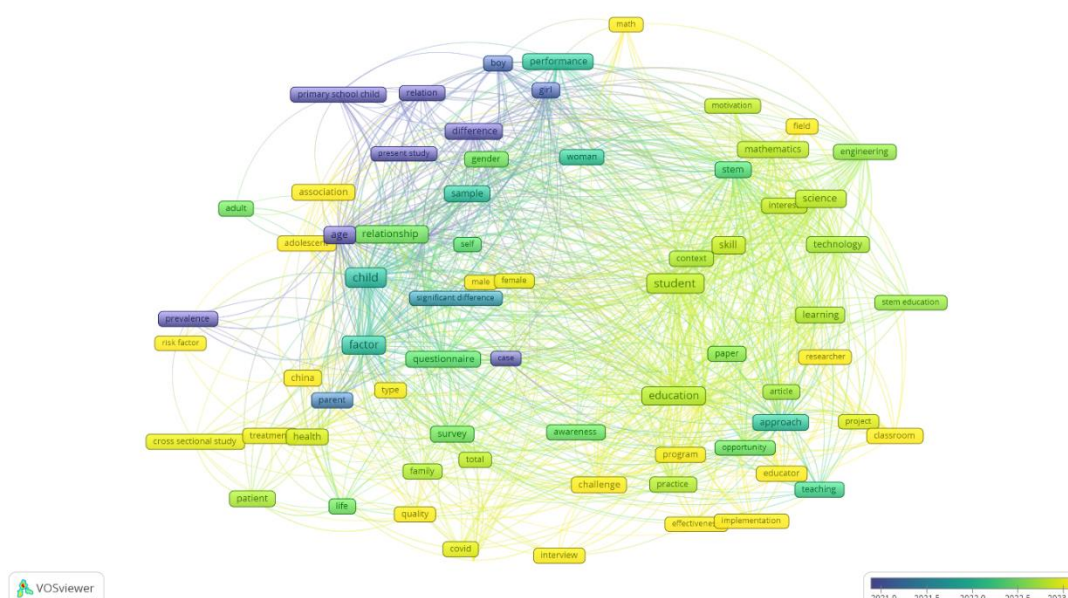 math
boy
performance
girl
primary school child
relation
motivation
field
difference
present study
gender
woman
mathematics
engineering
stem
association
sample
interest
science
adult
age
relationship
adolescent
self
skill
technology
context
child
male
female
student
significant difference
stem education
prevalence
learning
risk factor
factor
questionnaire
case
paper
researcher
china
type
parent
education
article
approach
project
cross sectional study
treatment
health
survey
awareness
opportunity
classroom
total
program
family
challenge
practice
educator
teaching
patient
life
quality
effectiveness
implementation
covid
interview
VOSviewer